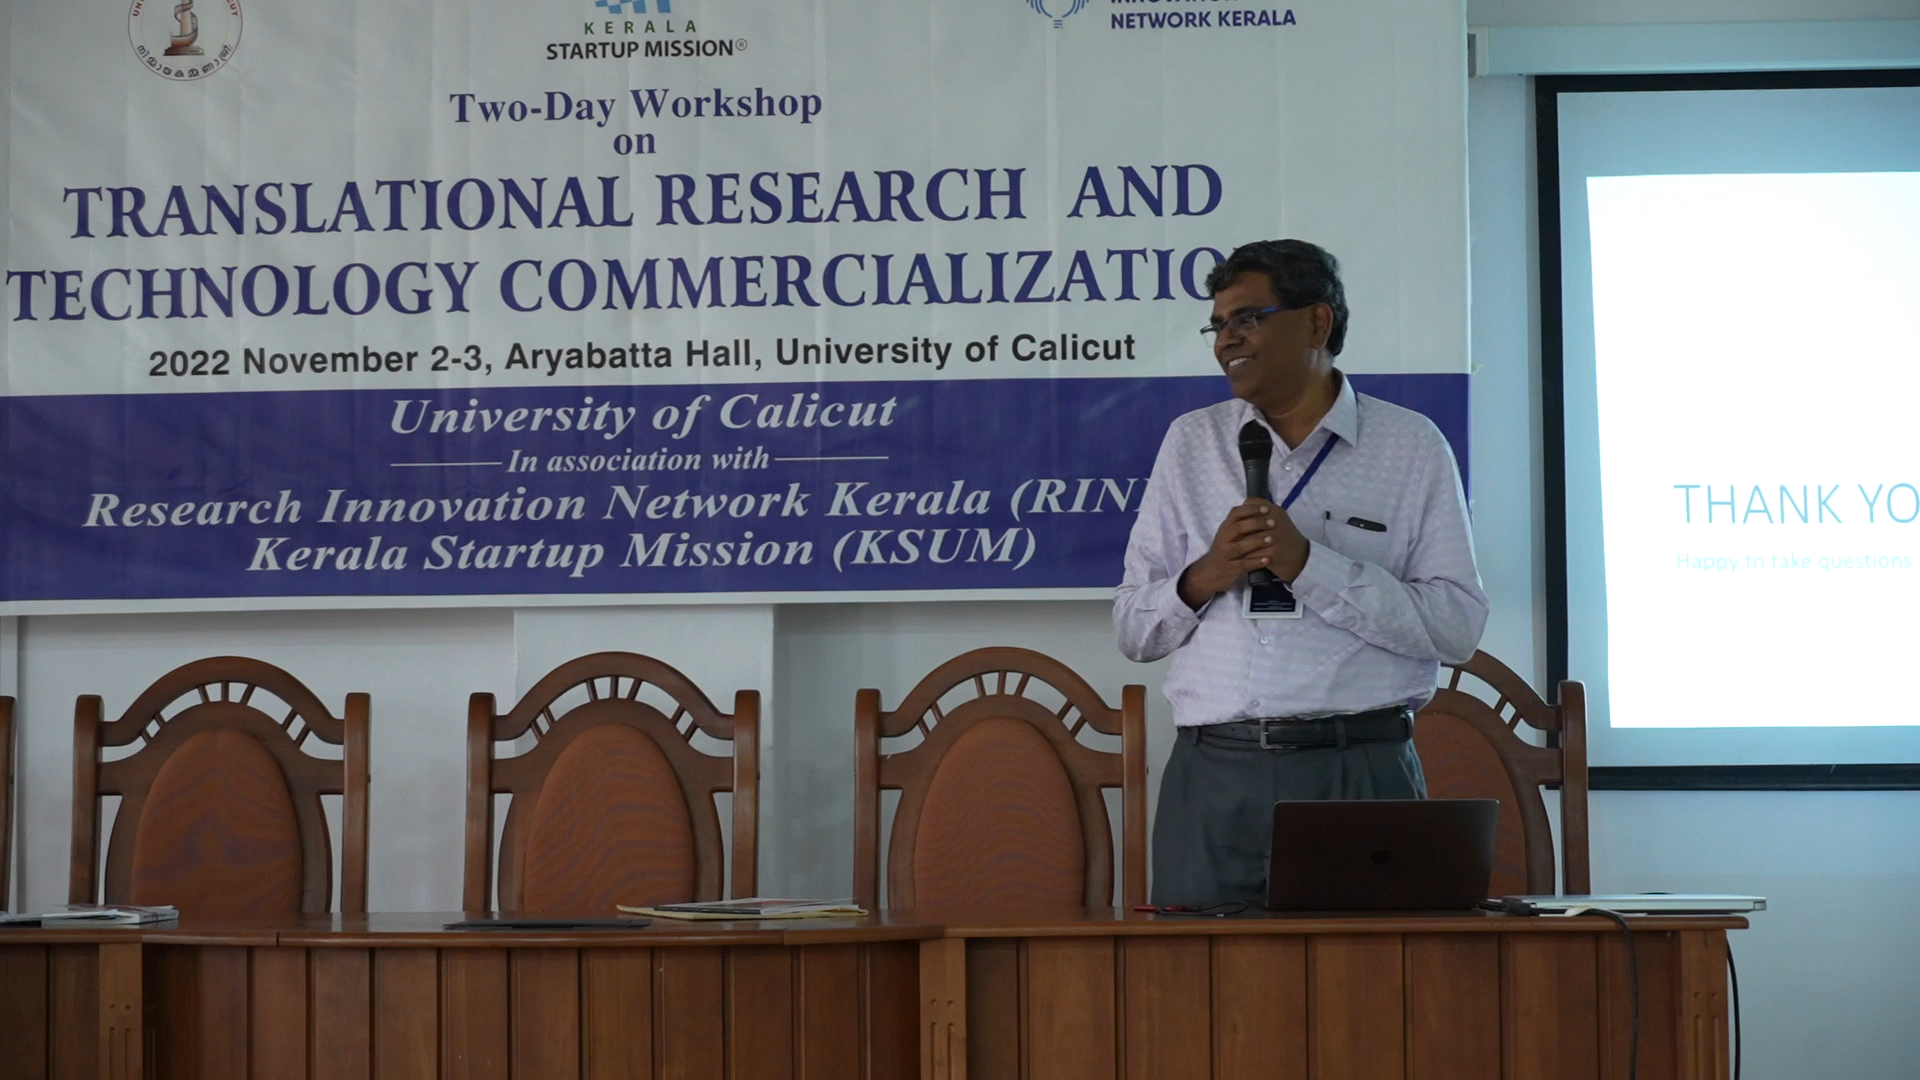 KERALA
STARTUP MISSION®
NETWORK KERALA
Two-Day Workshop
on
TRANSLATIONAL RESEARCH AND
TECHNOLOGY COMMERCIALIZATIO
2022 November 2-3, Aryabatta Hall, University of Calicut
University of Calicut
In association with
Research Innovation Network Kerala (RIN
Kerala Startup Mission (KSUM)
THANK YO
Happy to take questions